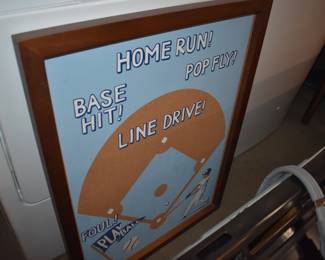 HOME RUN!
POP FLY!
BASE
HIT!
LINE DRIVE!
FOUL!
PLAY
BALL